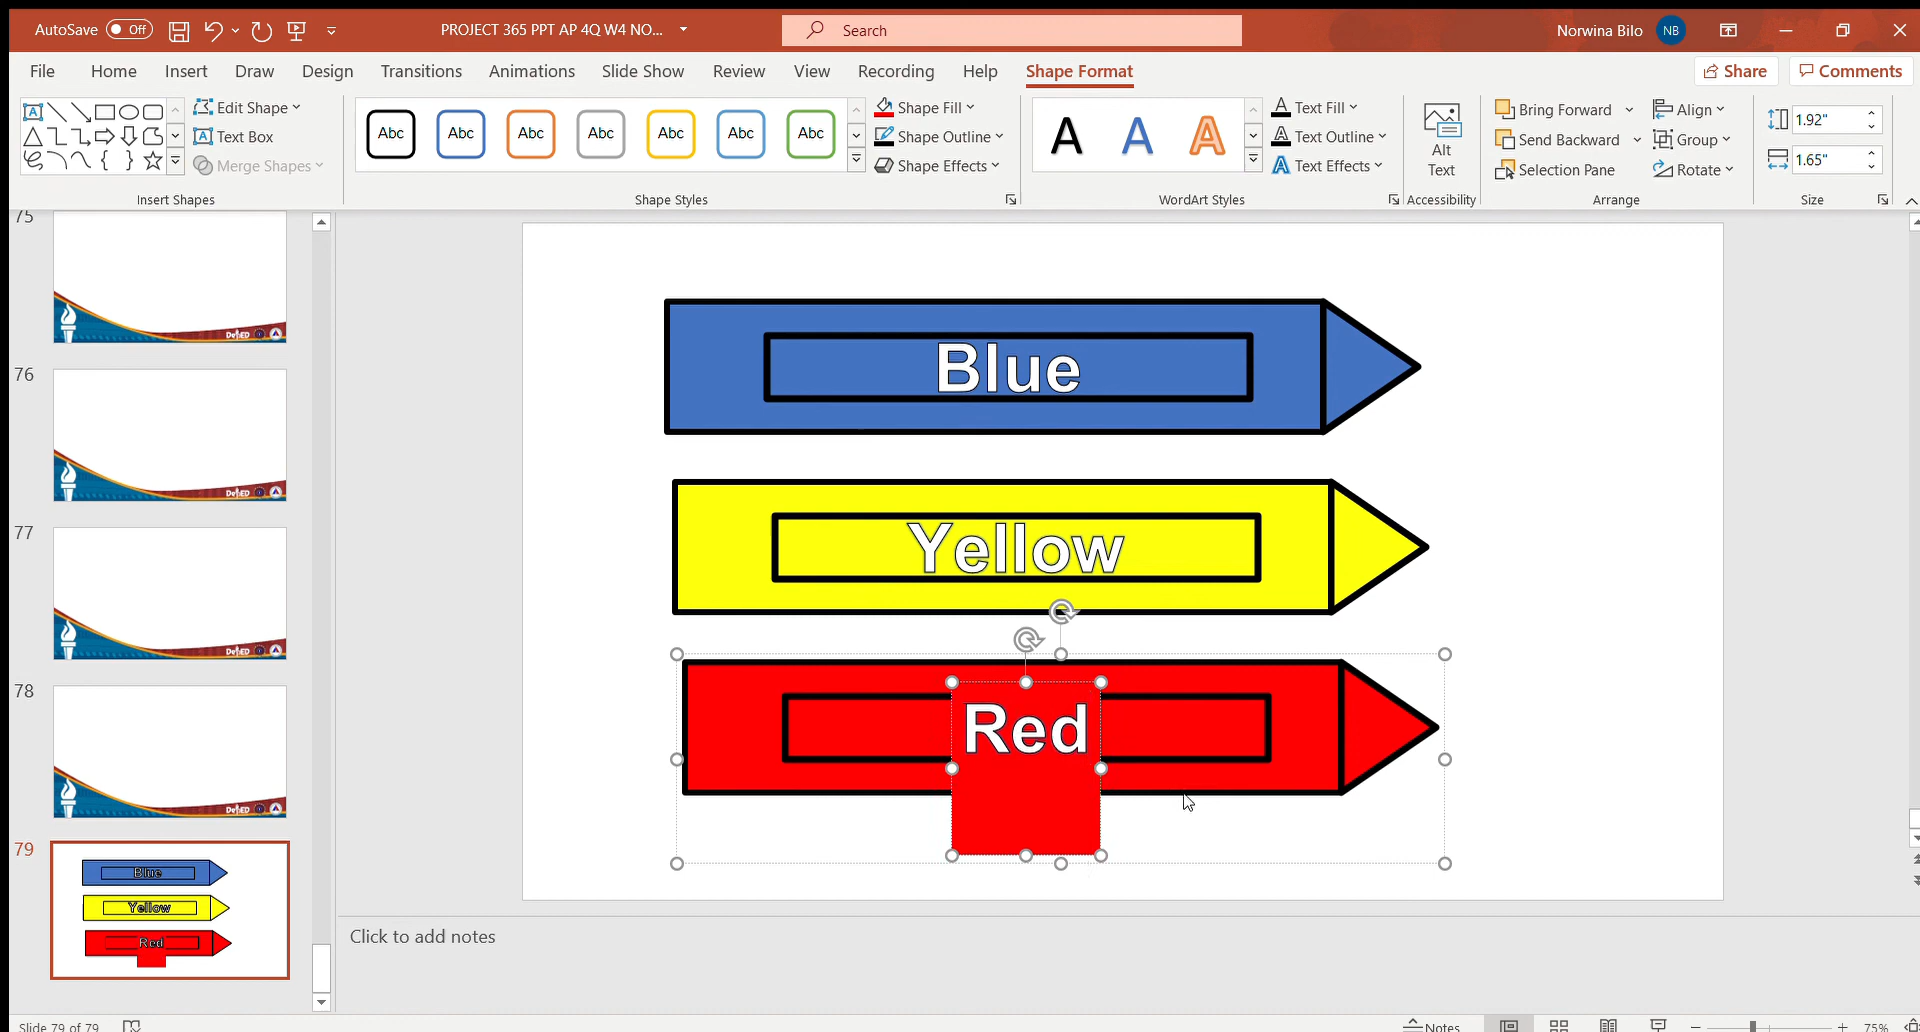 AutoSave Off
PROJECT 365 PPT AP 4Q W4 NO...
Search
Norwina Bilo NB
File Home Insert Draw Design Transitions Animations Slide Show Review View Recording Help Shape Format
Share Comments
Edit Shape
Text Box
Merge Shapes
Insert Shapes
Abc Abc Abc Abc Abc Abc Abc
Shape Fill
Shape Outline
Shape Effects
Shape Styles
A A A
Text Fill
Text Outline
Text Effects
WordArt Styles
Alt
Text
Accessibility
Bring Forward
Send Backward
Selection Pane
Align
Group
Rotate
Arrange
1.92"
1.65"
Size
75
DepED
76
DepED
77
DepED
78
DepED
79
Blue
Yellow
Red
Blue
Yellow
Red
Click to add notes
Slide 79 of 79
Notes
75%